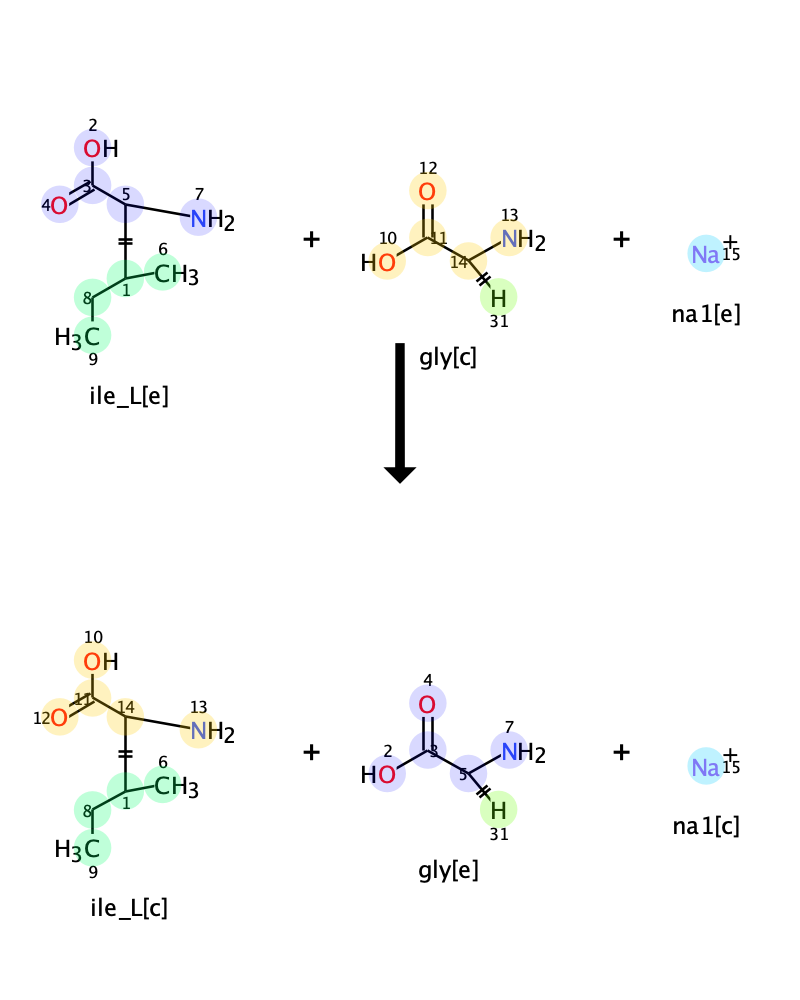 2
OH
4 O 3 5 7
NH2
6
CH3
8 1
H3C
9
ile_L[e]
+
12
O
10 11 13
HO 14 NH2
H
31
gly[c]
+
Na+ 15
na1[e]
10
OH
12 O 11 14 13
NH2
6
CH3
8 1
H3C
9
ile_L[c]
+
4
O
2 3 7
HO 5 NH2
H
31
gly[e]
+
Na+ 15
na1[c]